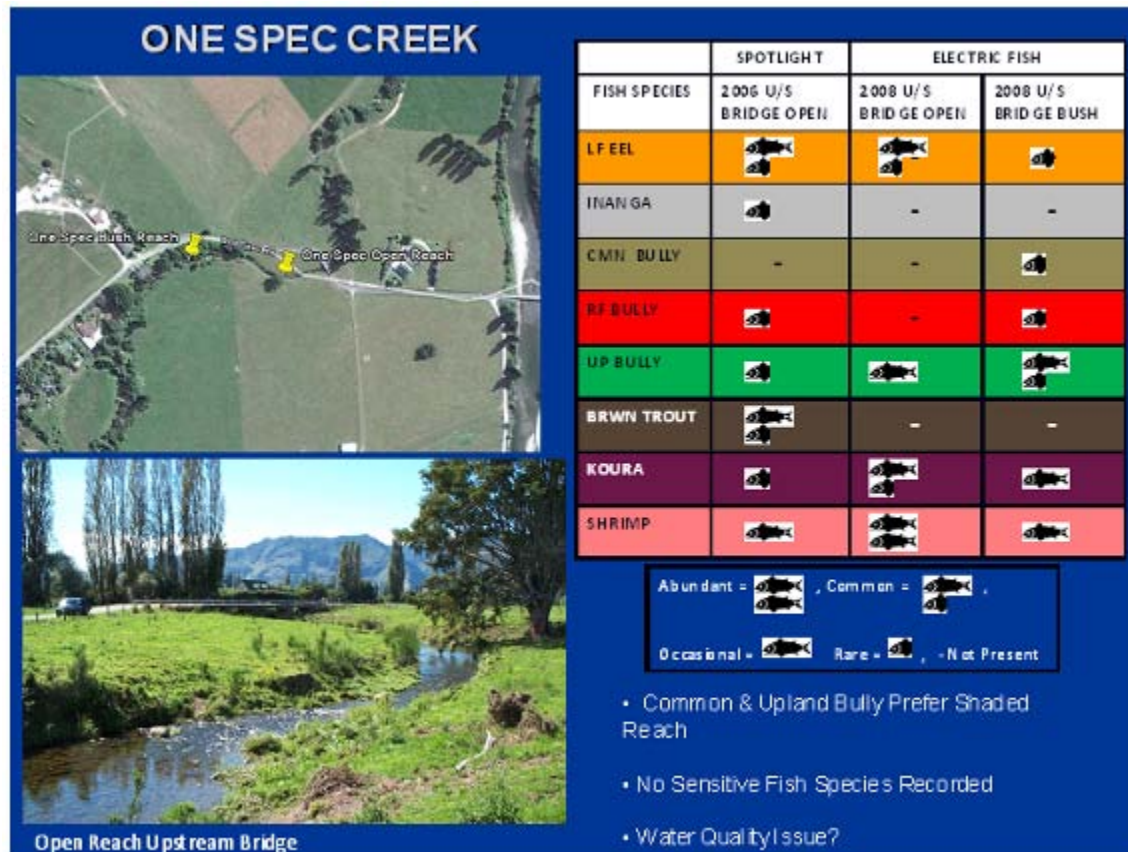 ONE SPEC CREEK
One Spec Bush Reach
One Spec Open Reach
Open Reach Upstream Bridge
SPOTLIGHT ELECTRIC FISH
FISH SPECIES 2006 U/S BRIDGE OPEN 2008 U/S BRIDGE OPEN 2008 U/S BRIDGE BUSH
LF EEL
INANGA - -
CMN BULLY - -
RF BULLY -
UP BULLY
BRWN TROUT - -
KOURA
SHRIMP
Abundant = , Common = ,
Occasional = Rare = , - Not Present
• Common & Upland Bully Prefer Shaded
Reach
• No Sensitive Fish Species Recorded
• Water Quality Issue?